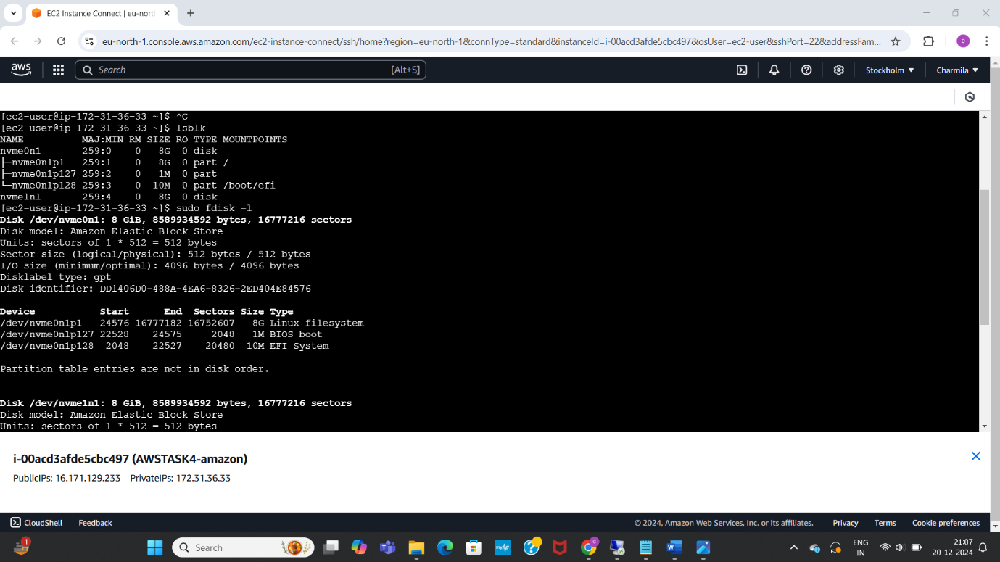 EC2 Instance Connect | eu-nort
eu-north-1.console.aws.amazon.com/ec2-instance-connect/ssh/home?region=eu-north-1&connType=standard&instanceId=i-00acd3afde5cbc497&osUser=ec2-user&sshPort=22&addressFam...
C
aws
Search
[Alt+S]
Stockholm ▼
Charmila ▼
[ec2-user@ip-172-31-36-33 ~]$ ^C
[ec2-user@ip-172-31-36-33 ~]$ lsblk
NAME          MAJ:MIN RM SIZE RO TYPE MOUNTPOINTS
nvme0n1       259:0    0   8G  0 disk
├─nvme0n1p1   259:1    0   8G  0 part /
├─nvme0n1p127 259:2    0   1M  0 part
└─nvme0n1p128 259:3    0  10M  0 part /boot/efi
nvme1n1       259:4    0   8G  0 disk
[ec2-user@ip-172-31-36-33 ~]$ sudo fdisk -l
Disk /dev/nvme0n1: 8 GiB, 8589934592 bytes, 16777216 sectors
Disk model: Amazon Elastic Block Store
Units: sectors of 1 * 512 = 512 bytes
Sector size (logical/physical): 512 bytes / 512 bytes
I/O size (minimum/optimal): 4096 bytes / 4096 bytes
Disklabel type: gpt
Disk identifier: DD1406D0-488A-4EA6-8326-2ED404E84576
Device           Start      End  Sectors Size Type
/dev/nvme0n1p1   24576 16777182 16752607   8G Linux filesystem
/dev/nvme0n1p127 22528    24575     2048   1M BIOS boot
/dev/nvme0n1p128  2048    22527    20480  10M EFI System
Partition table entries are not in disk order.
Disk /dev/nvme1n1: 8 GiB, 8589934592 bytes, 16777216 sectors
Disk model: Amazon Elastic Block Store
Units: sectors of 1 * 512 = 512 bytes
i-00acd3afde5cbc497 (AWSTASK4-amazon)
PublicIPs: 16.171.129.233 PrivateIPs: 172.31.36.33
CloudShell
Feedback
© 2024, Amazon Web Services, Inc. or its affiliates.
Privacy
Terms
Cookie preferences
1
Search
myhp
C
W
ENG
IN
21:07
20-12-2024